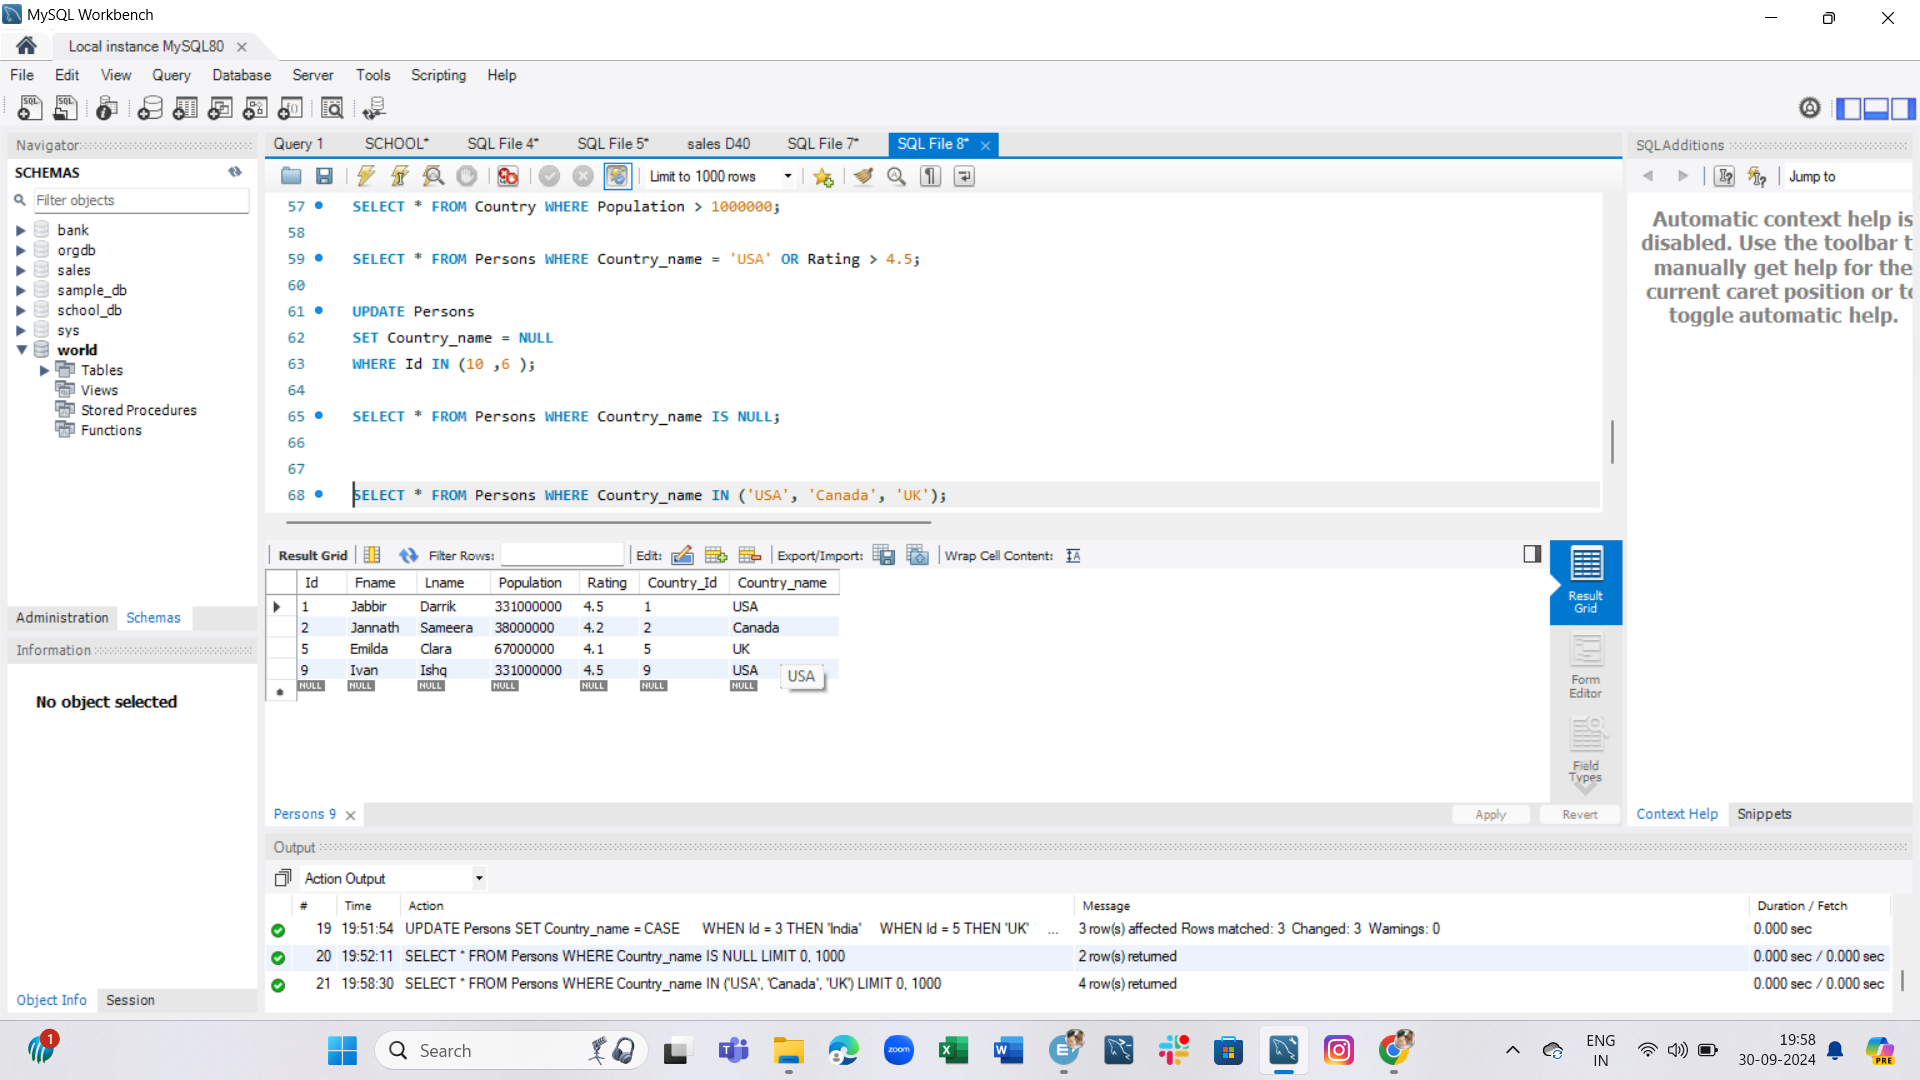 MySQL Workbench
Local instance MySQL80
File Edit View Query Database Server Tools Scripting Help
Navigator
SCHEMAS
Filter objects
bank
orgdb
sales
sample_db
school_db
sys
world
Tables
Views
Stored Procedures
Functions
Administration Schemas
Information
No object selected
Object Info Session
Query 1 SCHOOL* SQL File 4* SQL File 5* sales D40 SQL File 7* SQL File 8*
Limit to 1000 rows
57 SELECT * FROM Country WHERE Population > 1000000;
58
59 SELECT * FROM Persons WHERE Country_name = 'USA' OR Rating > 4.5;
60
61 UPDATE Persons
62 SET Country_name = NULL
63 WHERE Id IN (10 ,6 );
64
65 SELECT * FROM Persons WHERE Country_name IS NULL;
66
67
68 SELECT * FROM Persons WHERE Country_name IN ('USA', 'Canada', 'UK');
Result Grid Filter Rows: Edit: Export/Import: Wrap Cell Content:
Id Fname Lname Population Rating Country_Id Country_name
1 Jabbir Darrik 331000000 4.5 1 USA
2 Jannath Sameera 38000000 4.2 2 Canada
5 Emilda Clara 67000000 4.1 5 UK
9 Ivan Ishq 331000000 4.5 9 USA
NULL NULL NULL NULL NULL NULL NULL
USA
Result
Grid
Form
Editor
Field
Types
Persons 9
Apply Revert
SQLAdditions
Jump to
Automatic context help is
disabled. Use the toolbar t
manually get help for the
current caret position or to
toggle automatic help.
Context Help Snippets
Output
Action Output
# Time Action Message Duration / Fetch
19 19:51:54 UPDATE Persons SET Country_name = CASE WHEN Id = 3 THEN 'India' WHEN Id = 5 THEN 'UK' ... 3 row(s) affected Rows matched: 3 Changed: 3 Warnings: 0 0.000 sec
20 19:52:11 SELECT * FROM Persons WHERE Country_name IS NULL LIMIT 0, 1000 2 row(s) returned 0.000 sec / 0.000 sec
21 19:58:30 SELECT * FROM Persons WHERE Country_name IN ('USA', 'Canada', 'UK') LIMIT 0, 1000 4 row(s) returned 0.000 sec / 0.000 sec
1
Search
zoom
ENG
IN
19:58
30-09-2024
PRE